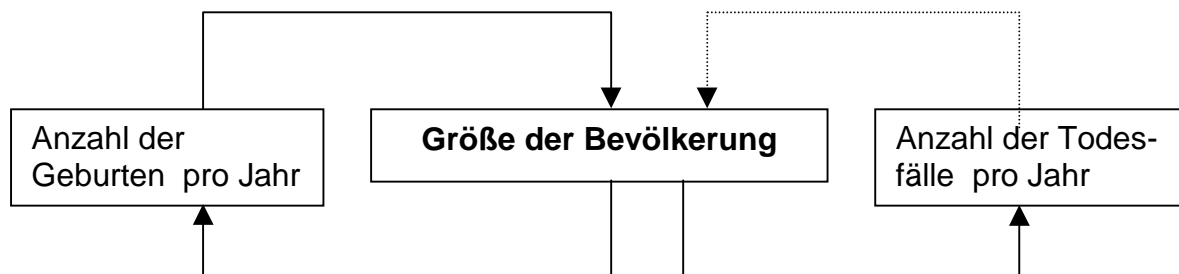 Anzahl der
Geburten pro Jahr
Größe der Bevölkerung
Anzahl der Todes-
fälle pro Jahr